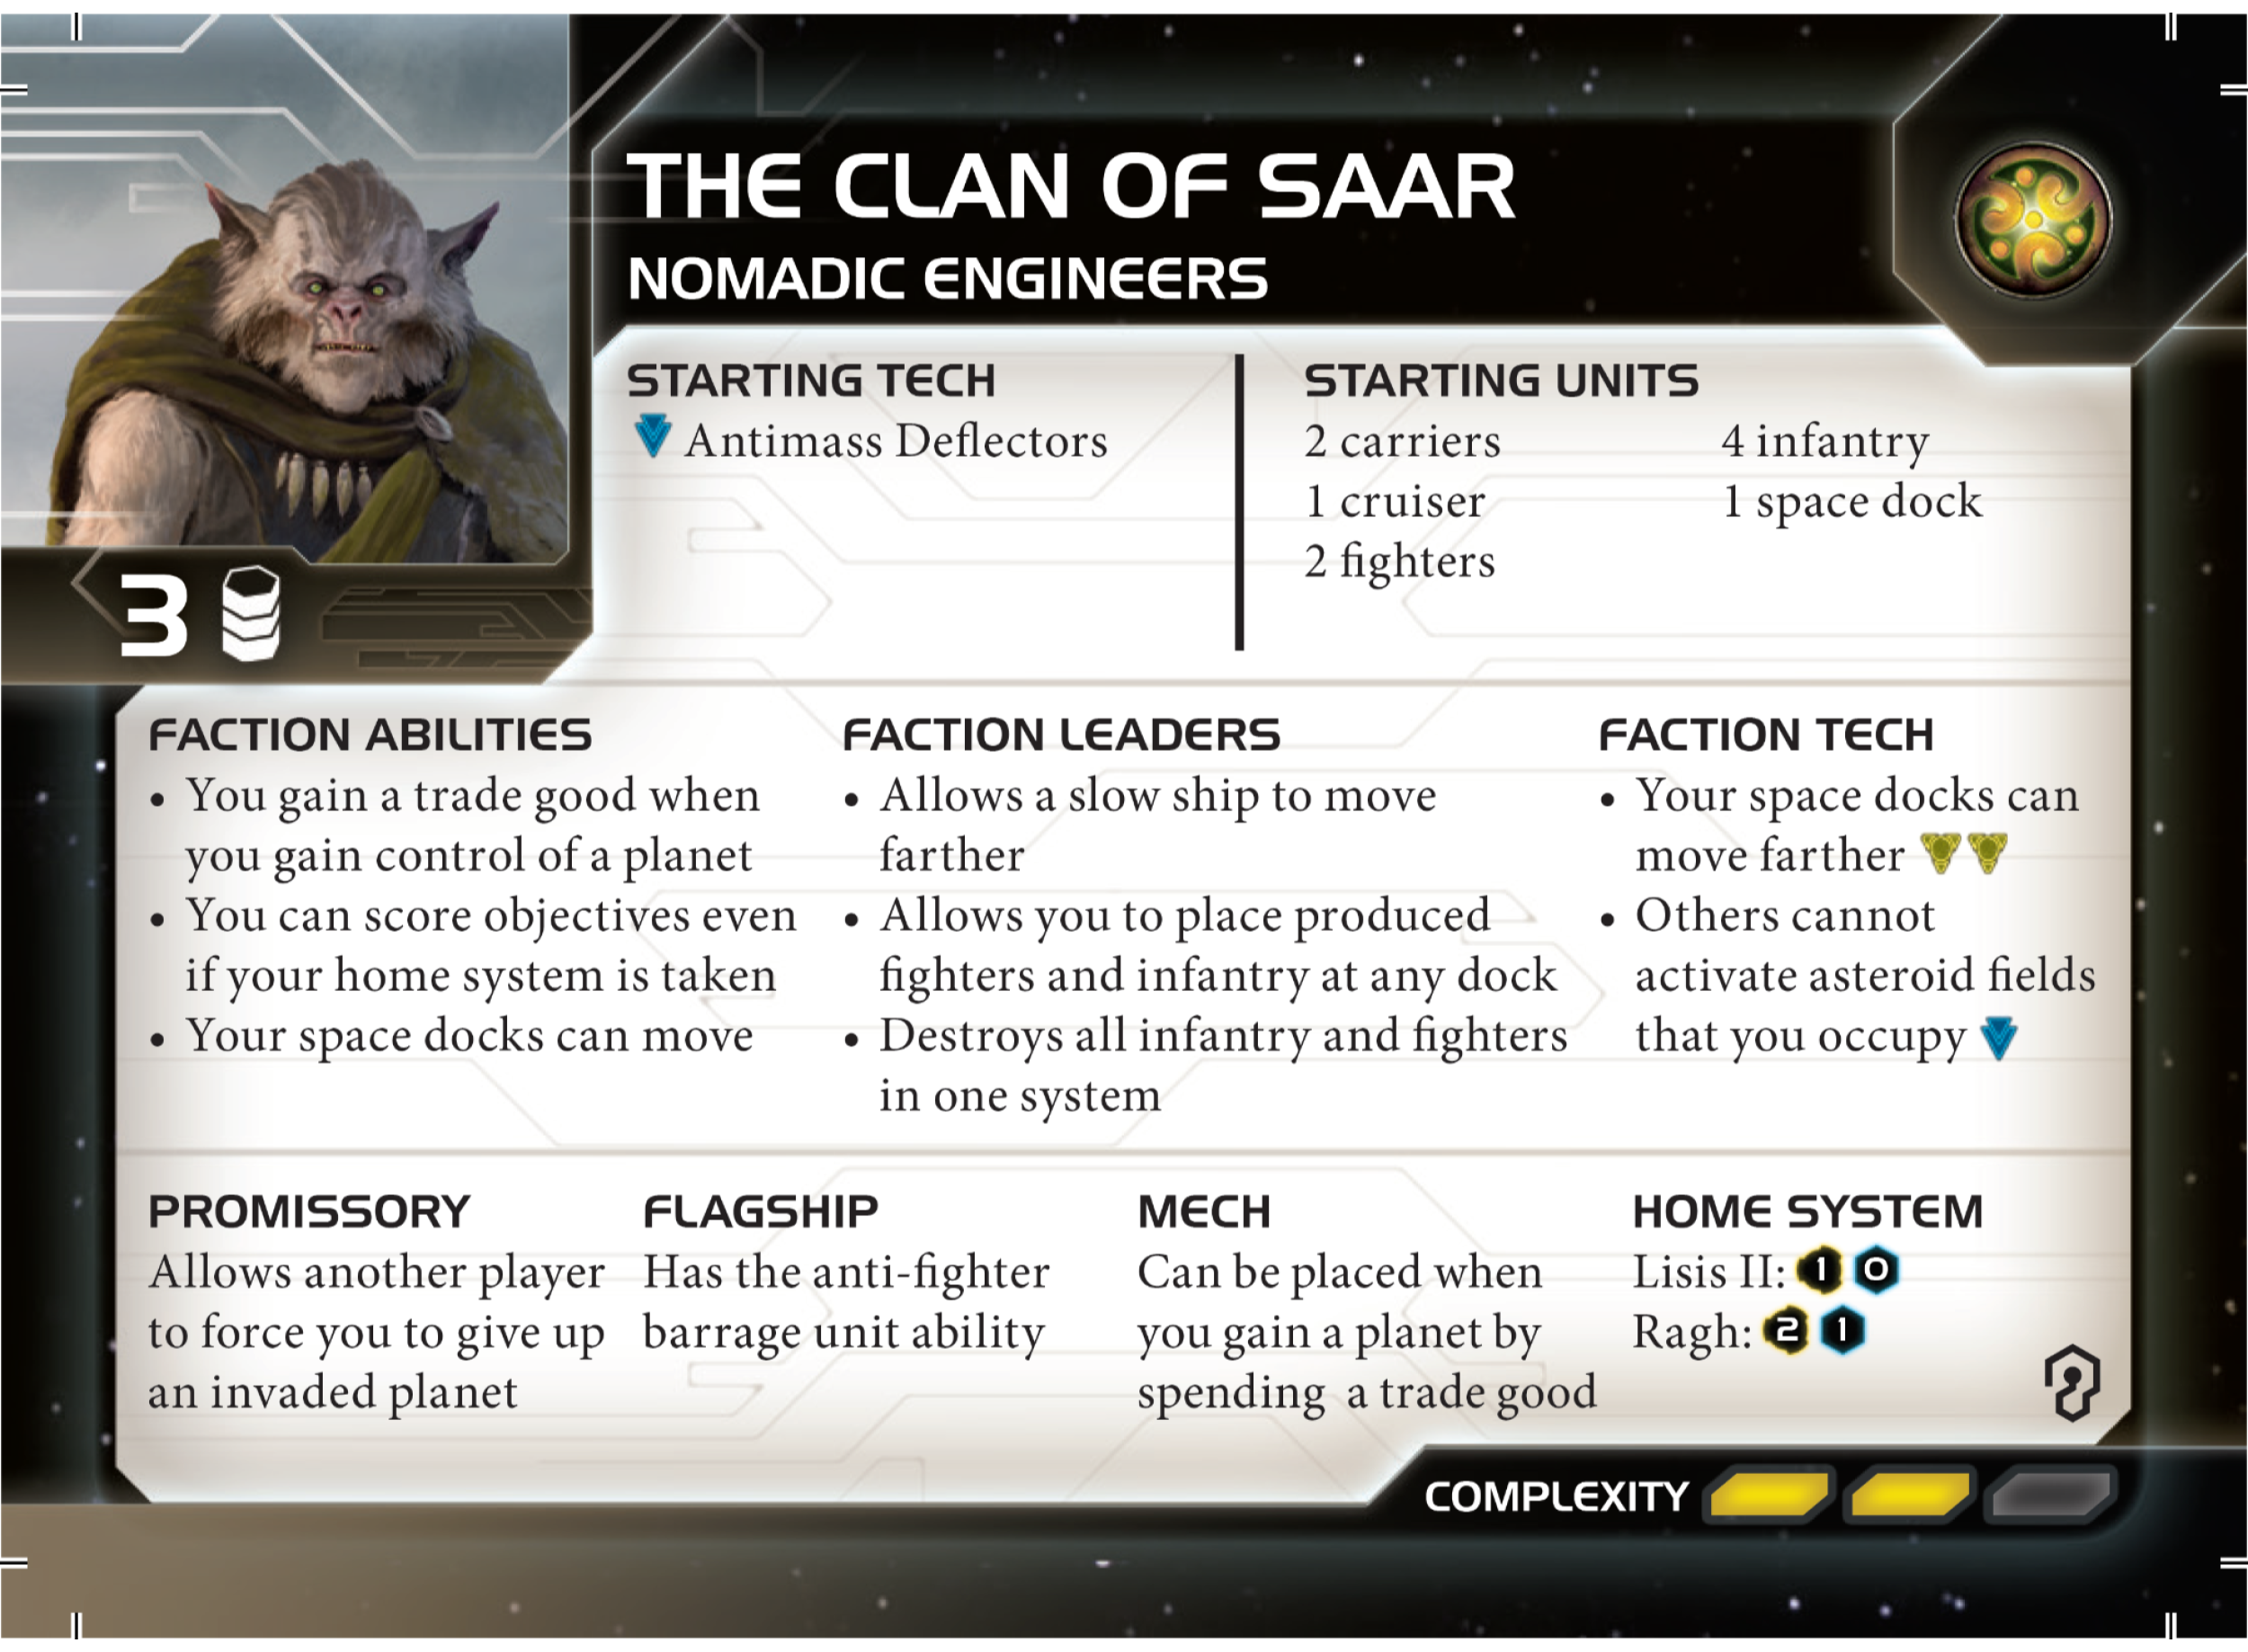 THE CLAN OF SAAR
NOMADIC ENGINEERS
STARTING TECH
Antimass Deflectors
STARTING UNITS
2 carriers
1 cruiser
2 fighters
4 infantry
1 space dock
3
FACTION ABILITIES
• You gain a trade good when
you gain control of a planet
• You can score objectives even
if your home system is taken
• Your space docks can move
FACTION LEADERS
• Allows a slow ship to move
farther
• Allows you to place produced
fighters and infantry at any dock
• Destroys all infantry and fighters
in one system
FACTION TECH
• Your space docks can
move farther
• Others cannot
activate asteroid fields
that you occupy
PROMISSORY
Allows another player
to force you to give up
an invaded planet
FLAGSHIP
Has the anti-fighter
barrage unit ability
MECH
Can be placed when
you gain a planet by
spending a trade good
HOME SYSTEM
Lisis II: 1 0
Ragh: 2 1
COMPLEXITY